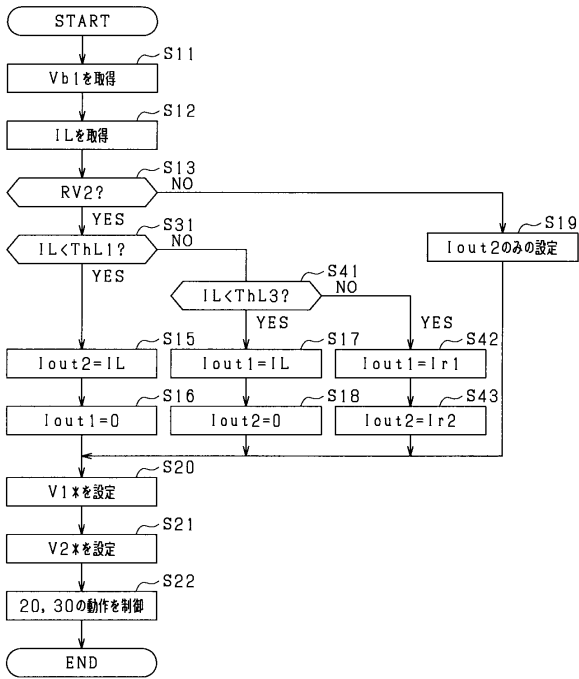 START
S11
Vb1を取得
S12
ILを取得
S13
RV2?
NO
YES
S19
Iout2のみの設定
S31
IL<ThL1?
NO
YES
S41
IL<ThL3?
NO
YES
YES
S15
Iout2=IL
S17
Iout1=IL
S42
Iout1=Ir1
S16
Iout1=0
S18
Iout2=0
S43
Iout2=Ir2
S20
V1*を設定
S21
V2*を設定
S22
20,30の動作を制御
END